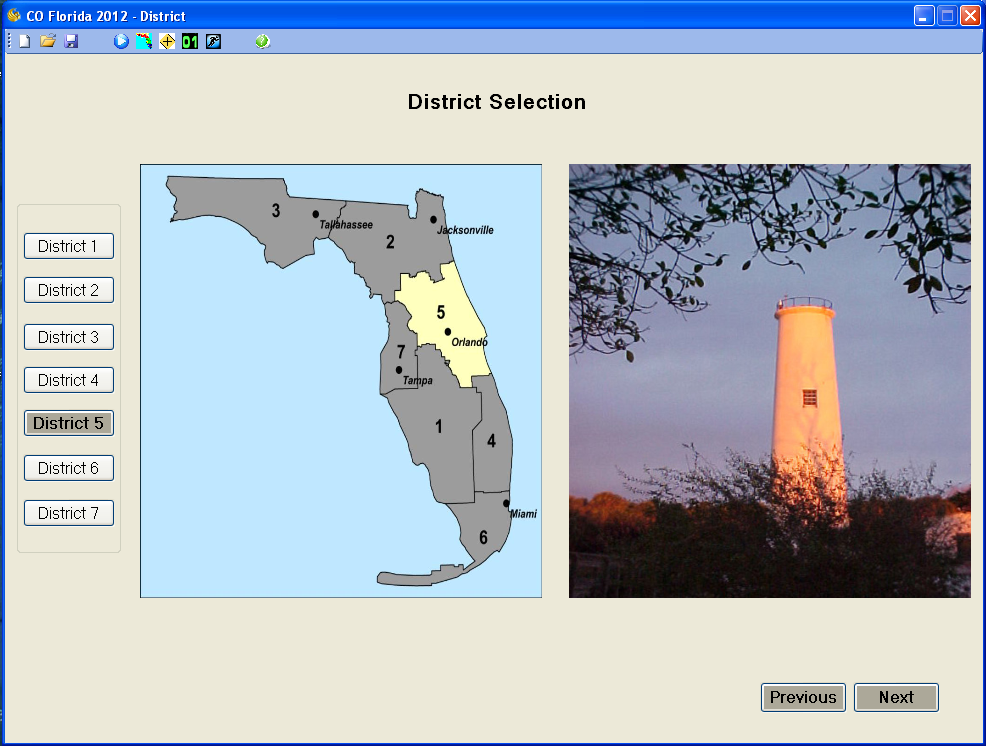 CO Florida 2012 - District
01
District Selection
District 1
District 2
District 3
District 4
District 5
District 6
District 7
3
Tallahassee
2
Jacksonville
5
Orlando
7
Tampa
1
4
Miami
6
Previous
Next